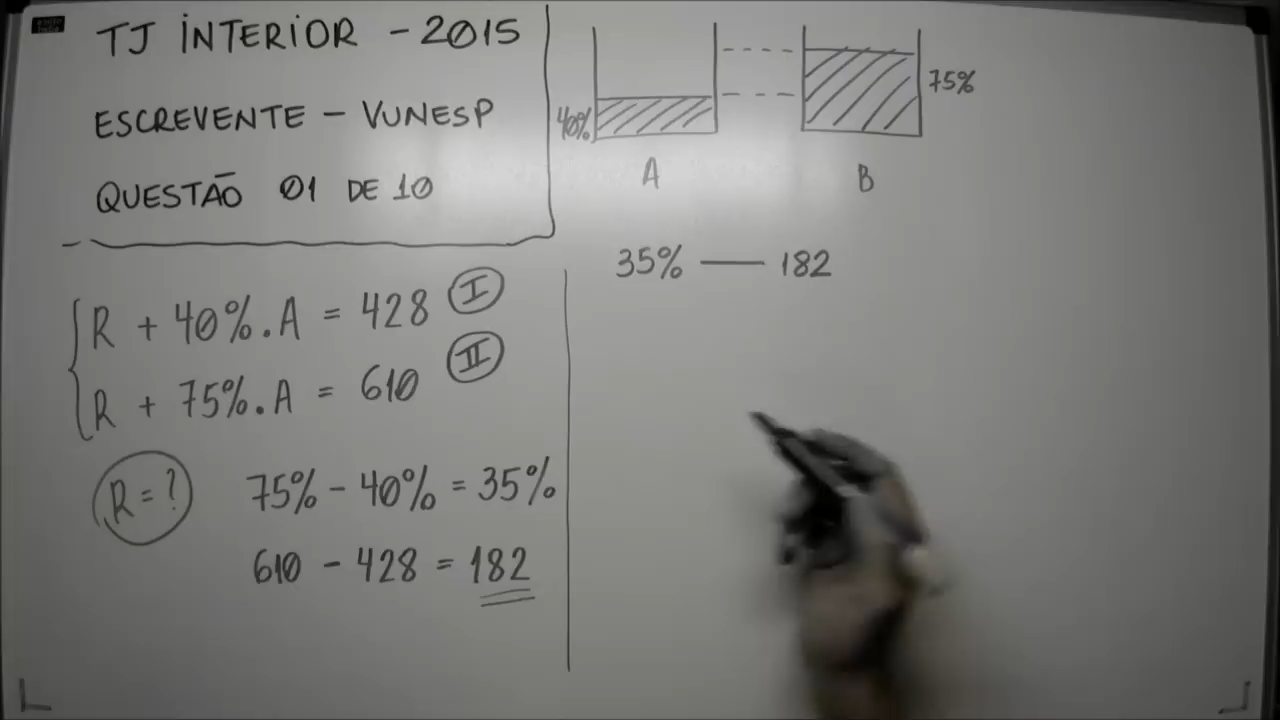 TJ INTERIOR - 2015
ESCREVENTE - VUNESP
QUESTÃO 01 DE 10
40%
75%
A
B
R + 40%.A = 428 I
R + 75%.A = 610 II
R = ?
75% - 40% = 35%
610 - 428 = 182
35% — 182